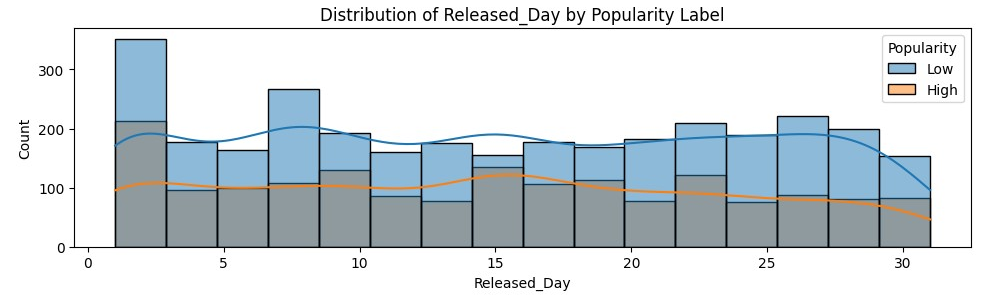 Distribution of Released_Day by Popularity Label
Popularity
Low
High
Count
300
200
100
0
0 5 10 15 20 25 30
Released_Day